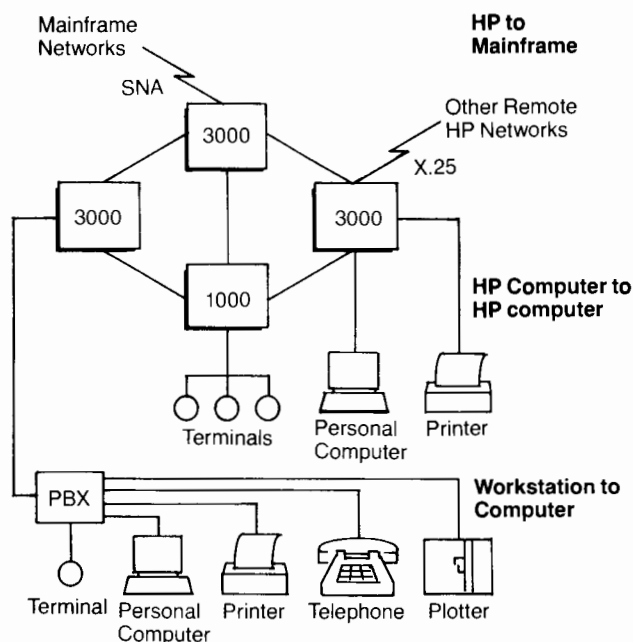 Mainframe
Networks
HP to
Mainframe
SNA
Other Remote
HP Networks
X.25
3000
3000
3000
1000
HP Computer to
HP computer
Terminals
Personal
Computer
Printer
PBX
Workstation to
Computer
Terminal
Personal
Computer
Printer
Telephone
Plotter